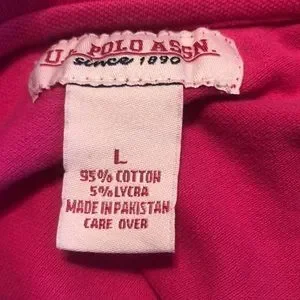 U.S. POLO ASSN.
since 1890
L
95% COTTON
5% LYCRA
MADE IN PAKISTAN
CARE OVER